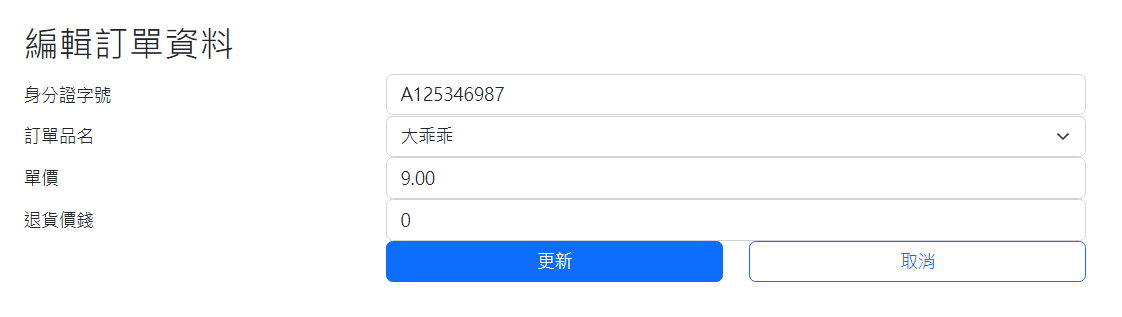 編輯訂單資料
身分證字號 A125346987
訂單品名 大乖乖
單價 9.00
退貨價錢 0
更新 取消